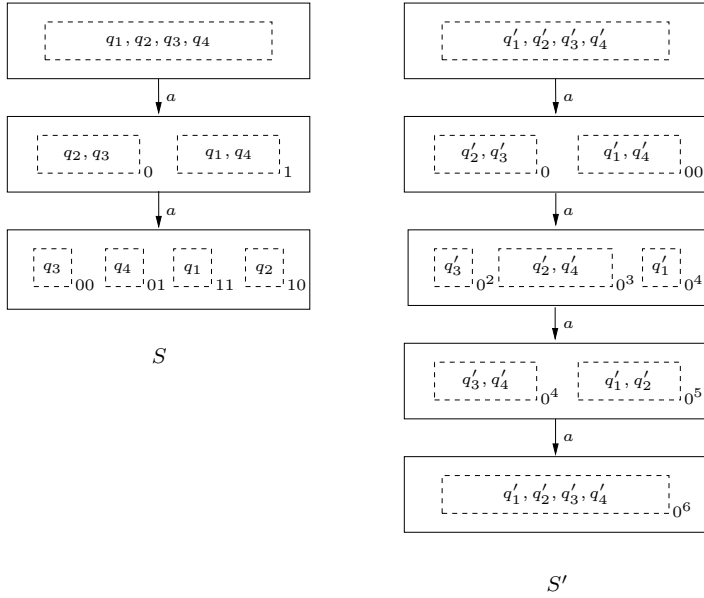 q₁, q₂, q₃, q₄
a
q₂, q₃ 0 q₁, q₄ 1
a
q₃ 00 q₄ 01 q₁ 11 q₂ 10
S
q′₁, q′₂, q′₃, q′₄
a
q′₂, q′₃ 0 q′₁, q′₄ 00
a
q′₃ 0² q′₂, q′₄ 0³ q′₁ 0⁴
a
q′₃, q′₄ 0⁴ q′₁, q′₂ 0⁵
a
q′₁, q′₂, q′₃, q′₄ 0⁶
S′